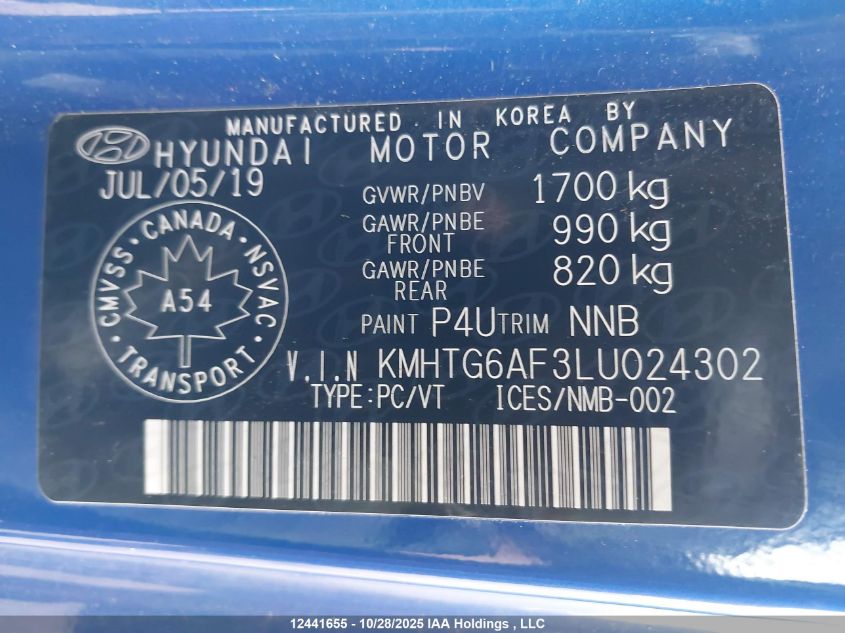 MANUFACTURED IN KOREA BY
HYUNDAI MOTOR COMPANY
JUL/05/19
GVWR/PNBV 1700 kg
GAWR/PNBE FRONT 990 kg
GAWR/PNBE REAR 820 kg
CMVSS · CANADA · NSVAC · TRANSPORT ·
A54
PAINT P4U TRIM NNB
V.I.N KMHTG6AF3LU024302
TYPE:PC/VT ICES/NMB-002
12441655 - 10/28/2025 IAA Holdings , LLC